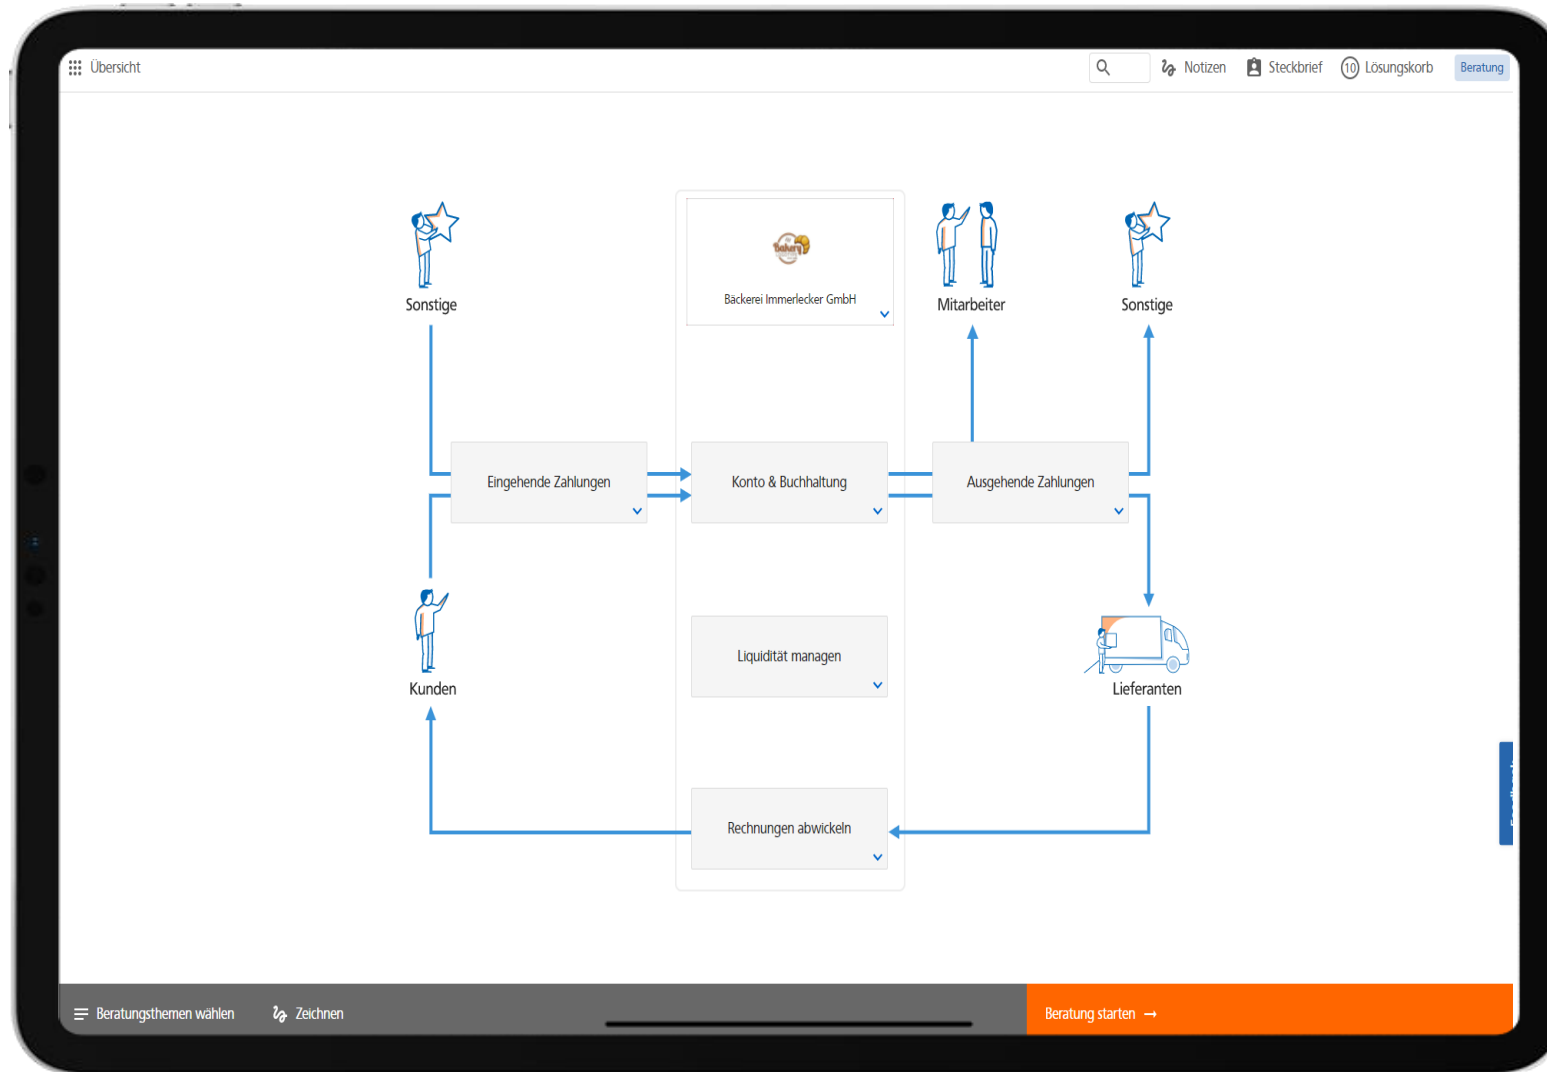 Übersicht
Notizen
Steckbrief
10 Lösungskorb
Beratung
Bakery
Bäckerei Immerlecker GmbH
Sonstige
Mitarbeiter
Sonstige
Eingehende Zahlungen
Konto & Buchhaltung
Ausgehende Zahlungen
Liquidität managen
Kunden
Lieferanten
Rechnungen abwickeln
Beratungsthemen wählen
Zeichnen
Beratung starten →